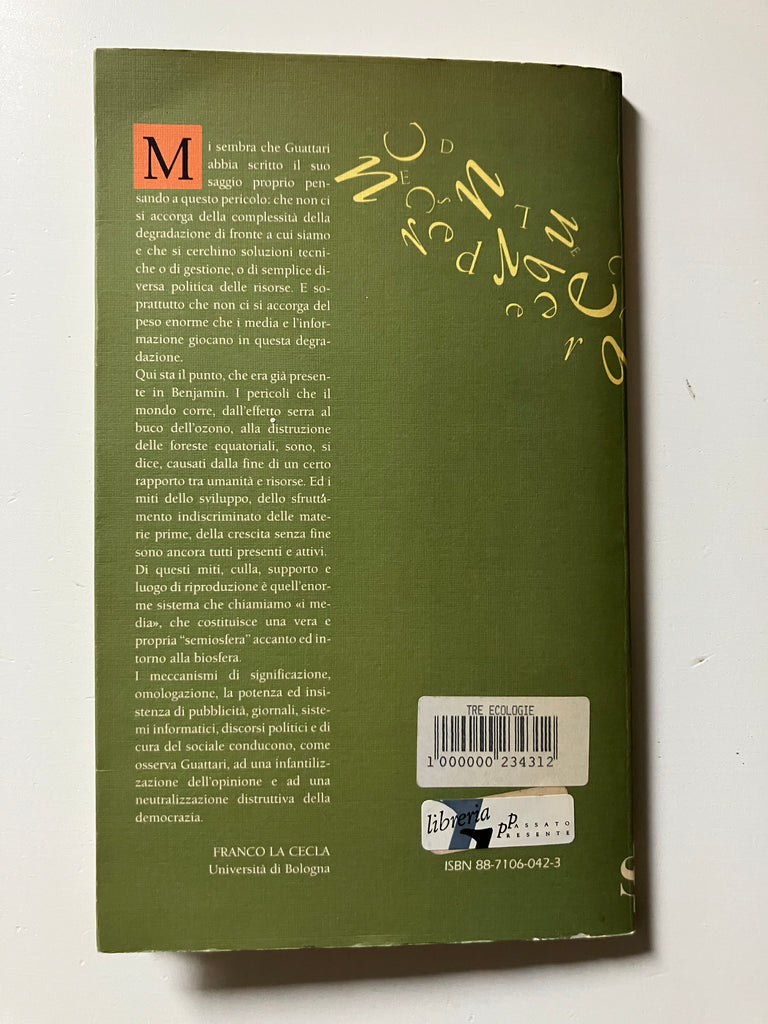 Mi sembra che Guattari
abbia scritto il suo
saggio proprio pen-
sando a questo pericolo: che non ci
si accorga della complessità della
degradazione di fronte a cui siamo
e che si cerchino soluzioni tecni-
che o di gestione, o di semplice di-
versa politica delle risorse. E so-
prattutto che non ci si accorga del
peso enorme che i media e l'infor-
mazione giocano in questa degra-
dazione.
Qui sta il punto, che era già presen-
te in Benjamin. I pericoli che il
mondo corre, dall'effetto serra al
buco dell'ozono, alla distruzione
delle foreste equatoriali, sono, si
dice, causati dalla fine di un certo
rapporto tra umanità e risorse. Ed i
miti dello sviluppo, dello sfrutta-
mento indiscriminato delle mate-
rie prime, della crescita senza fine
sono ancora tutti presenti e attivi.
Di questi miti, culla, supporto e
luogo di riproduzione è quell'enor-
me sistema che chiamiamo «i me-
dia», che costituisce una vera e
propria "semiosfera" accanto ed in-
torno alla biosfera.
I meccanismi di significazione,
omologazione, la potenza ed insi-
stenza di pubblicità, giornali, siste-
mi informatici, discorsi politici e di
cura del sociale conducono, come
osserva Guattari, ad una infantiliz-
zazione dell'opinione e ad una
neutralizzazione distruttiva della
democrazia.
FRANCO LA CECLA
Università di Bologna
TRE ECOLOGIE
1 000000 234312
libreria
PASSATO
PRESENTE
ISBN 88-7106-042-3